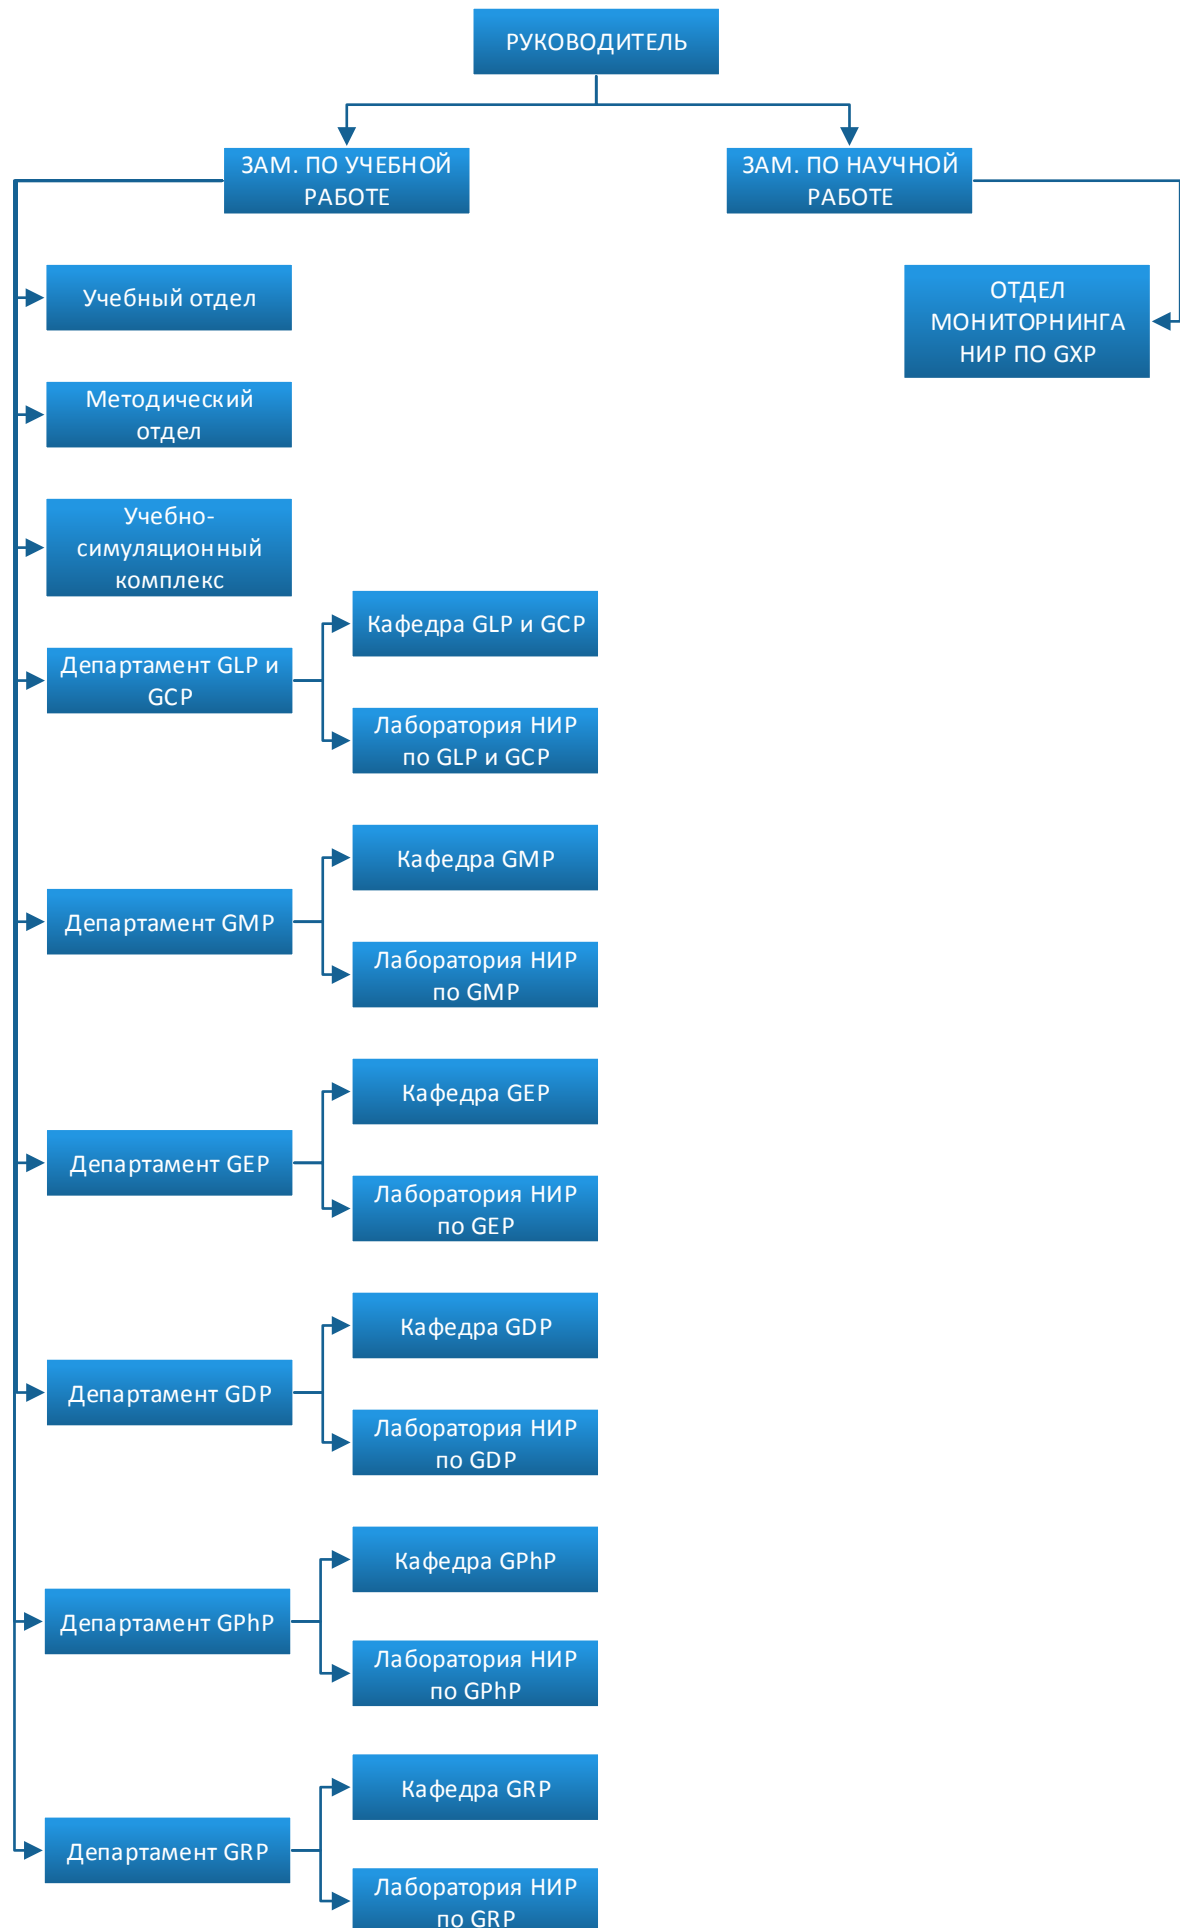 РУКОВОДИТЕЛЬ
ЗАМ. ПО УЧЕБНОЙ
РАБОТЕ
ЗАМ. ПО НАУЧНОЙ
РАБОТЕ
Учебный отдел
ОТДЕЛ
МОНИТОРНИНГА
НИР ПО GXP
Методический
отдел
Учебно-
симуляционный
комплекс
Департамент GLP и
GCP
Кафедра GLP и GCP
Лаборатория НИР
по GLP и GCP
Департамент GMP
Кафедра GMP
Лаборатория НИР
по GMP
Департамент GEP
Кафедра GEP
Лаборатория НИР
по GEP
Департамент GDP
Кафедра GDP
Лаборатория НИР
по GDP
Департамент GPhP
Кафедра GPhP
Лаборатория НИР
по GPhP
Департамент GRP
Кафедра GRP
Лаборатория НИР
по GRP